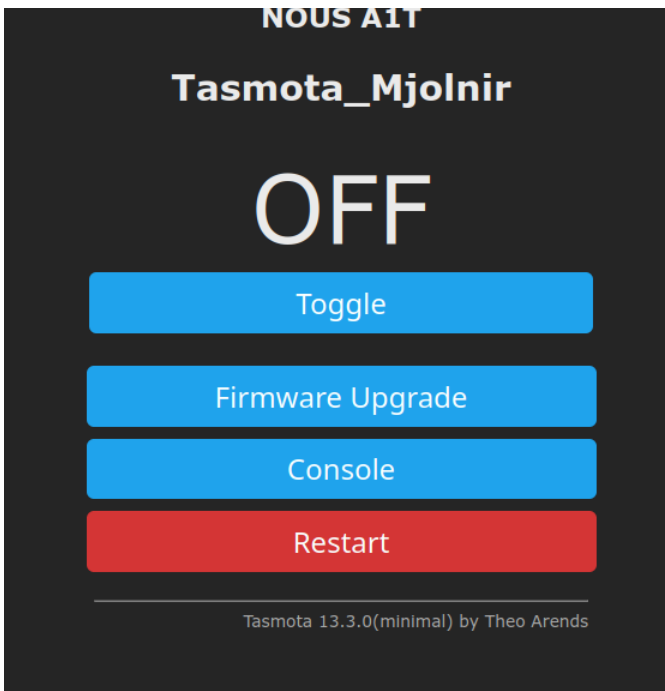 NOUS A1T
Tasmota_Mjolnir
OFF
Toggle
Firmware Upgrade
Console
Restart
Tasmota 13.3.0(minimal) by Theo Arends